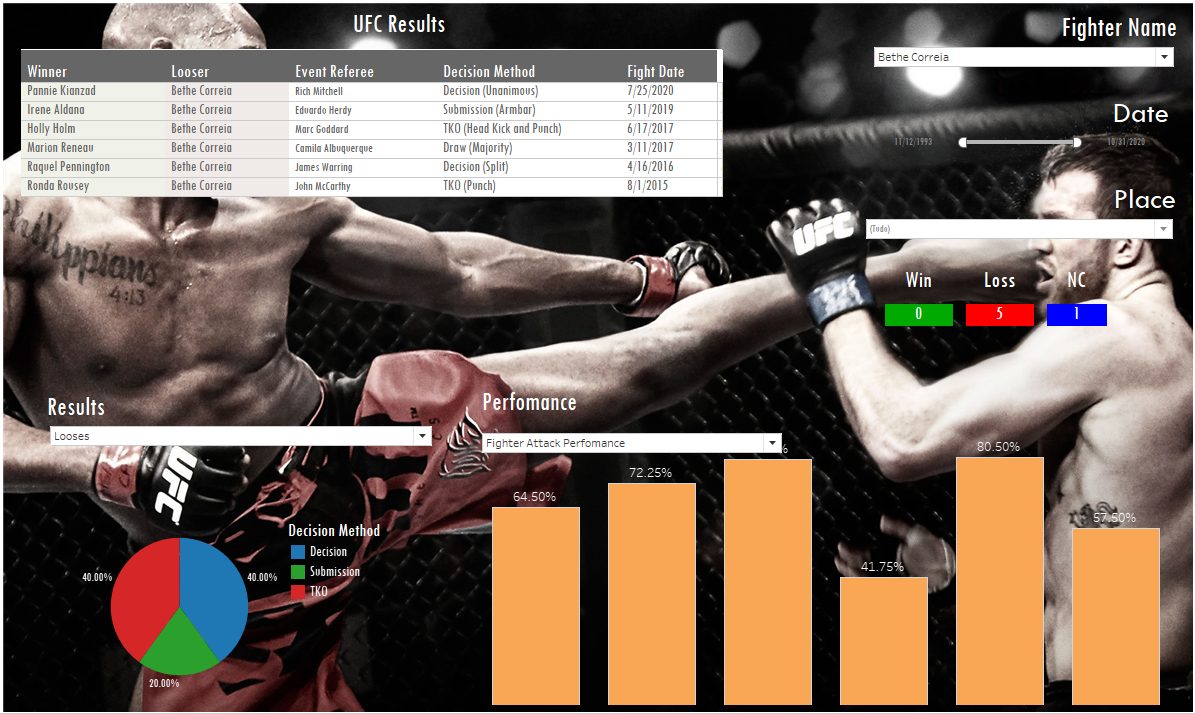 UFC Results
Fighter Name
Winner Looser Event Referee Decision Method Fight Date
Pannie Kianzad Bethe Correia Rich Mitchell Decision (Unanimous) 7/25/2020
Irene Aldana Bethe Correia Eduardo Herdy Submission (Armbar) 5/11/2019
Holly Holm Bethe Correia Marc Goddard TKO (Head Kick and Punch) 6/17/2017
Marion Reneau Bethe Correia Camila Albuquerque Draw (Majority) 3/11/2017
Raquel Pennington Bethe Correia James Warring Decision (Split) 4/16/2016
Ronda Rousey Bethe Correia John McCarthy TKO (Punch) 8/1/2015
Bethe Correia
Date
11/12/1993 10/31/2020
Place
(Tudo)
Philippians
4:13
UFC
Win Loss NC
0 5 1
Results
Looses
UFC
Perfomance
Fighter Attack Perfomance
64.50% 72.25% % 41.75% 80.50% 57.50%
Decision Method
Decision
Submission
TKO
40.00% 40.00%
20.00%